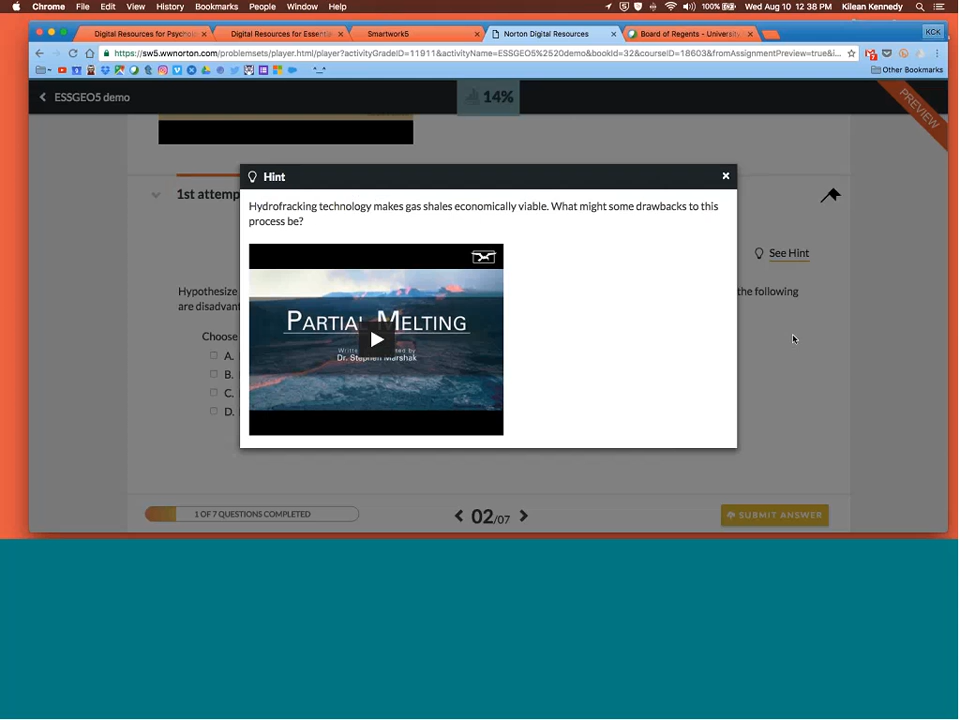 Chrome File Edit View History Bookmarks People Window Help 100% Wed Aug 10 12:38 PM Kilean Kennedy
Digital Resources for Psychol Digital Resources for Essentia Smartwork5 Norton Digital Resources Board of Regents - University KCK
https://sw5.wwnorton.com/problemsets/player.html/player?activityGradeID=11911&bookName=ESSGEO5%2520demo&bookId=32&courseID=18603&fromAssignmentPreview=true&i...
Other Bookmarks
ESSGEO5 demo 14%
PREVIEW
Hint
1st attemp
Hydrofracking technology makes gas shales economically viable. What might some drawbacks to this
process be?
See Hint
Hypothesize the following
are disadvant
PARTIAL MELTING
Dr. Stephen Marshak
Choose
A.
B.
C.
D.
1 OF 7 QUESTIONS COMPLETED 02/07 SUBMIT ANSWER